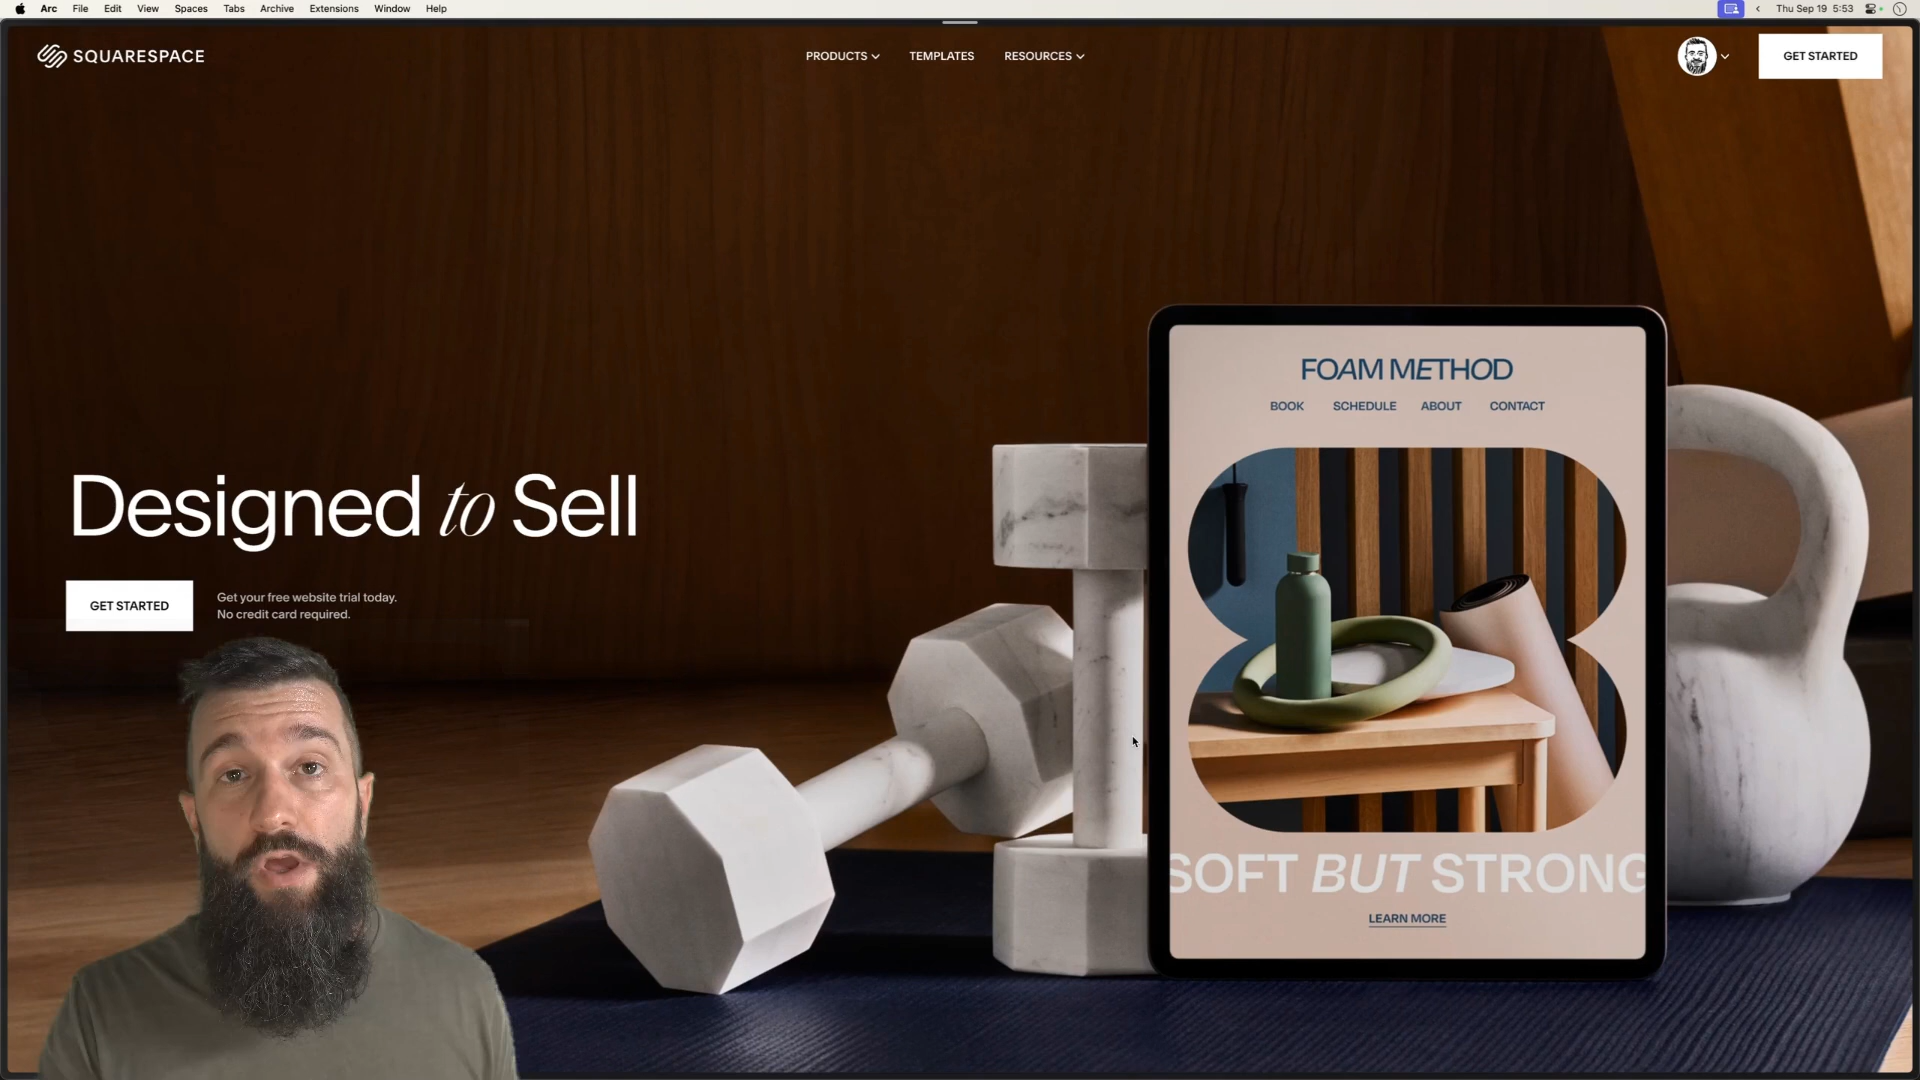 Arc File Edit View Spaces Tabs Archive Extensions Window Help
Thu Sep 19 5:53
SQUARESPACE
PRODUCTS TEMPLATES RESOURCES
GET STARTED
Designed to Sell
GET STARTED
Get your free website trial today.
No credit card required.
FOAM METHOD
BOOK SCHEDULE ABOUT CONTACT
SOFT BUT STRONG
LEARN MORE